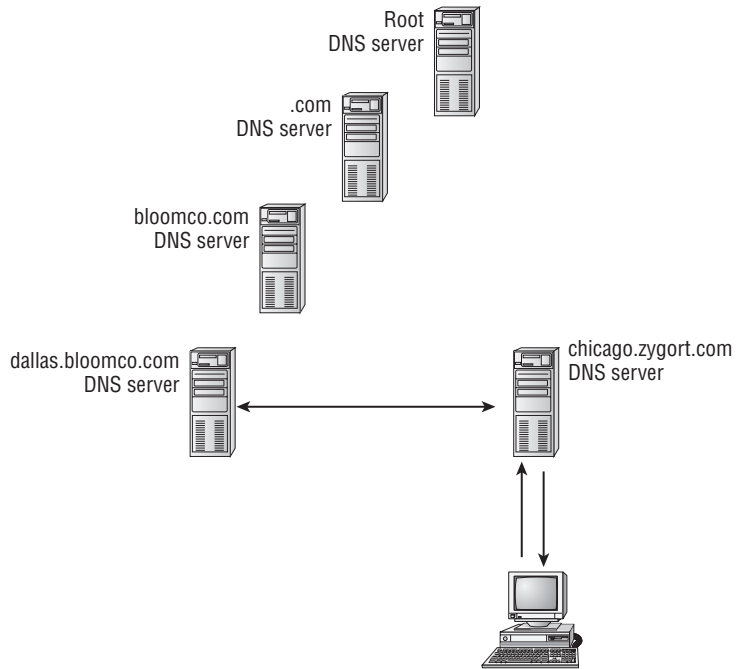 Root
DNS server
.com
DNS server
bloomco.com
DNS server
dallas.bloomco.com
DNS server
chicago.zygort.com
DNS server